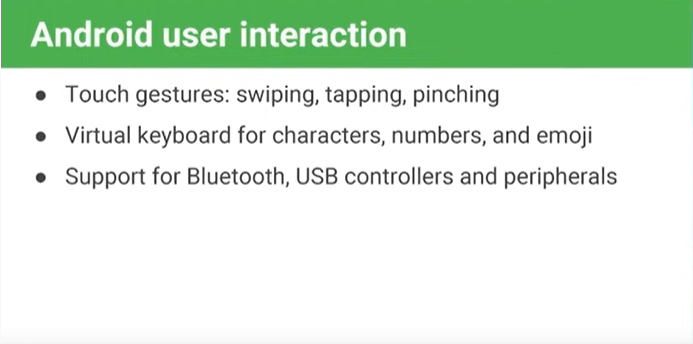 Android user interaction
● Touch gestures: swiping, tapping, pinching
● Virtual keyboard for characters, numbers, and emoji
● Support for Bluetooth, USB controllers and peripherals